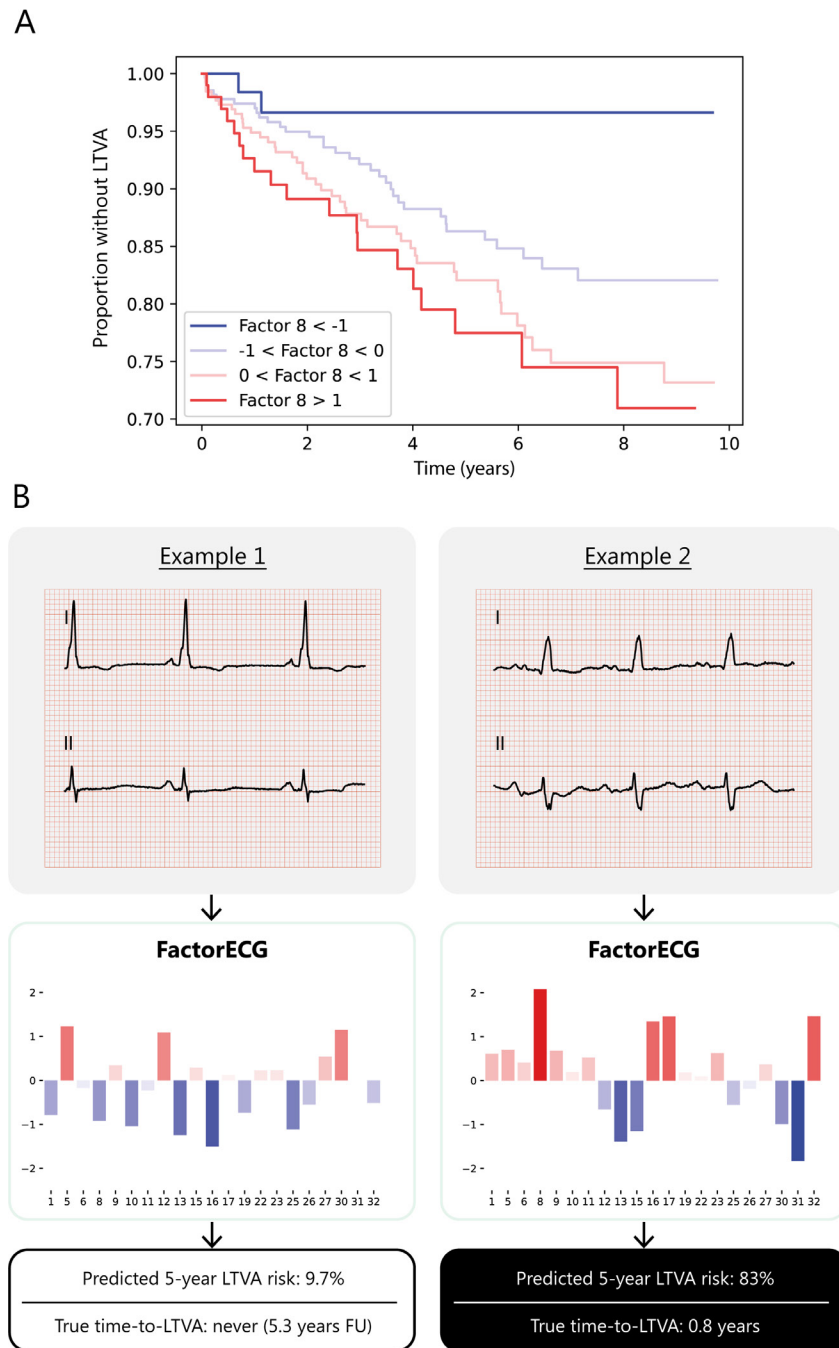 A
1.00
0.95
0.90
0.85
0.80
0.75
0.70
Proportion without LTVA
Factor 8 < -1
-1 < Factor 8 < 0
0 < Factor 8 < 1
Factor 8 > 1
0 2 4 6 8 10
Time (years)
B
Example 1
I
II
Example 2
I
II
FactorECG
2
1
0
−1
−2
1 5 6 8 9 10 11 12 13 15 16 17 19 22 23 25 26 27 30 31 32
FactorECG
2
1
0
−1
−2
1 5 6 8 9 10 11 12 13 15 16 17 19 22 23 25 26 27 30 31 32
Predicted 5-year LTVA risk: 9.7%
True time-to-LTVA: never (5.3 years FU)
Predicted 5-year LTVA risk: 83%
True time-to-LTVA: 0.8 years